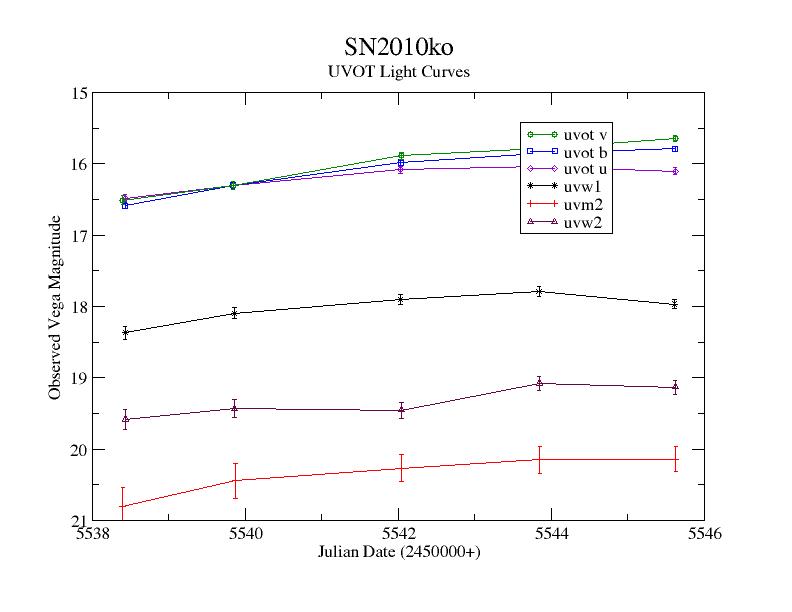 SN2010ko
UVOT Light Curves
15
16
17
18
19
20
21
Observed Vega Magnitude
uvot v
uvot b
uvot u
uvw1
uvm2
uvw2
5538
5540
5542
5544
5546
Julian Date (2450000+)